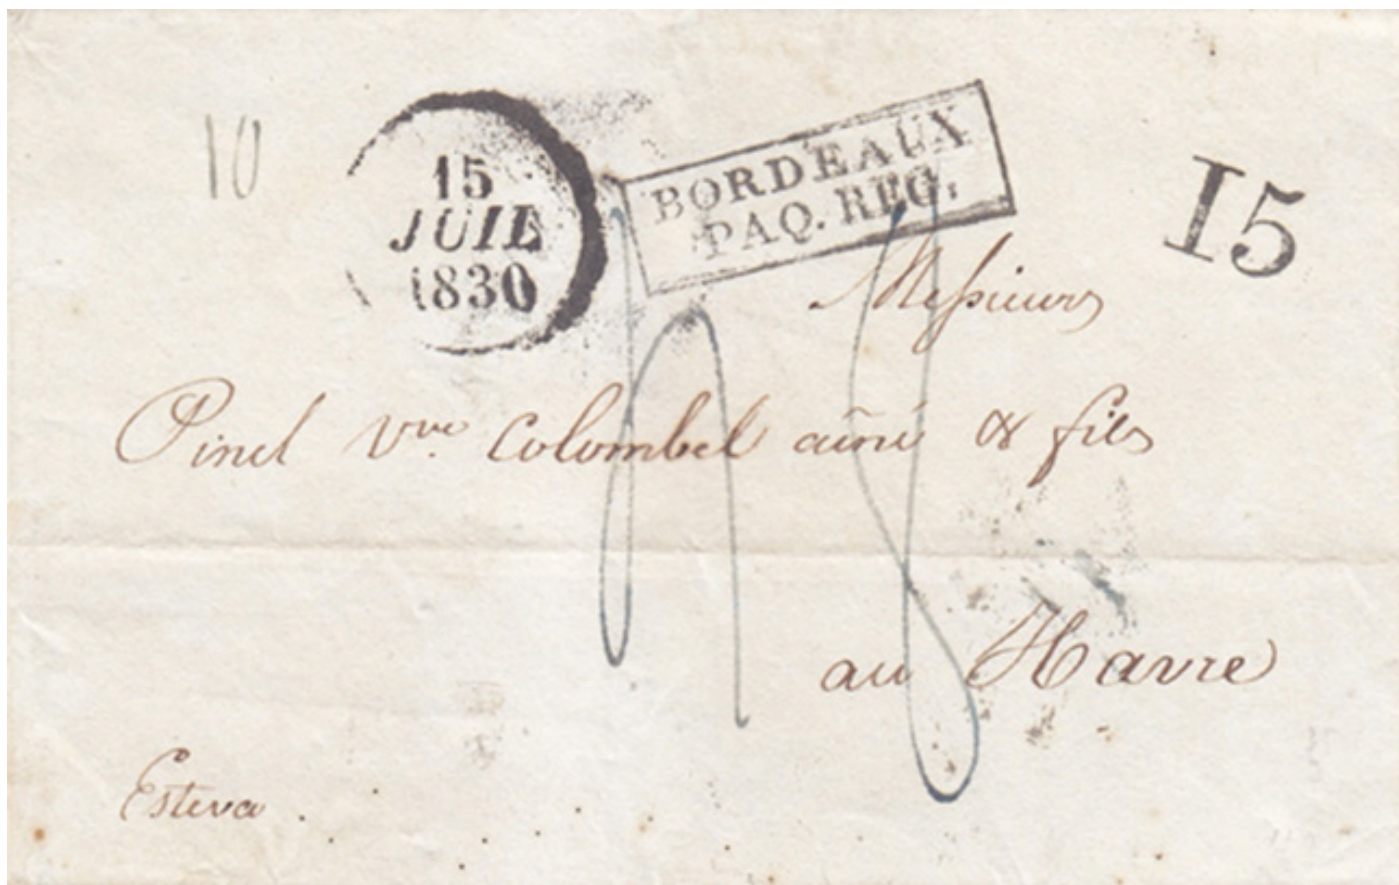 10
15
JUIL
1830
BORDEAUX
PAQ. REG.
15
Messieurs
Pinel Vve Colombel aîné & fils
au Havre
Esteva.